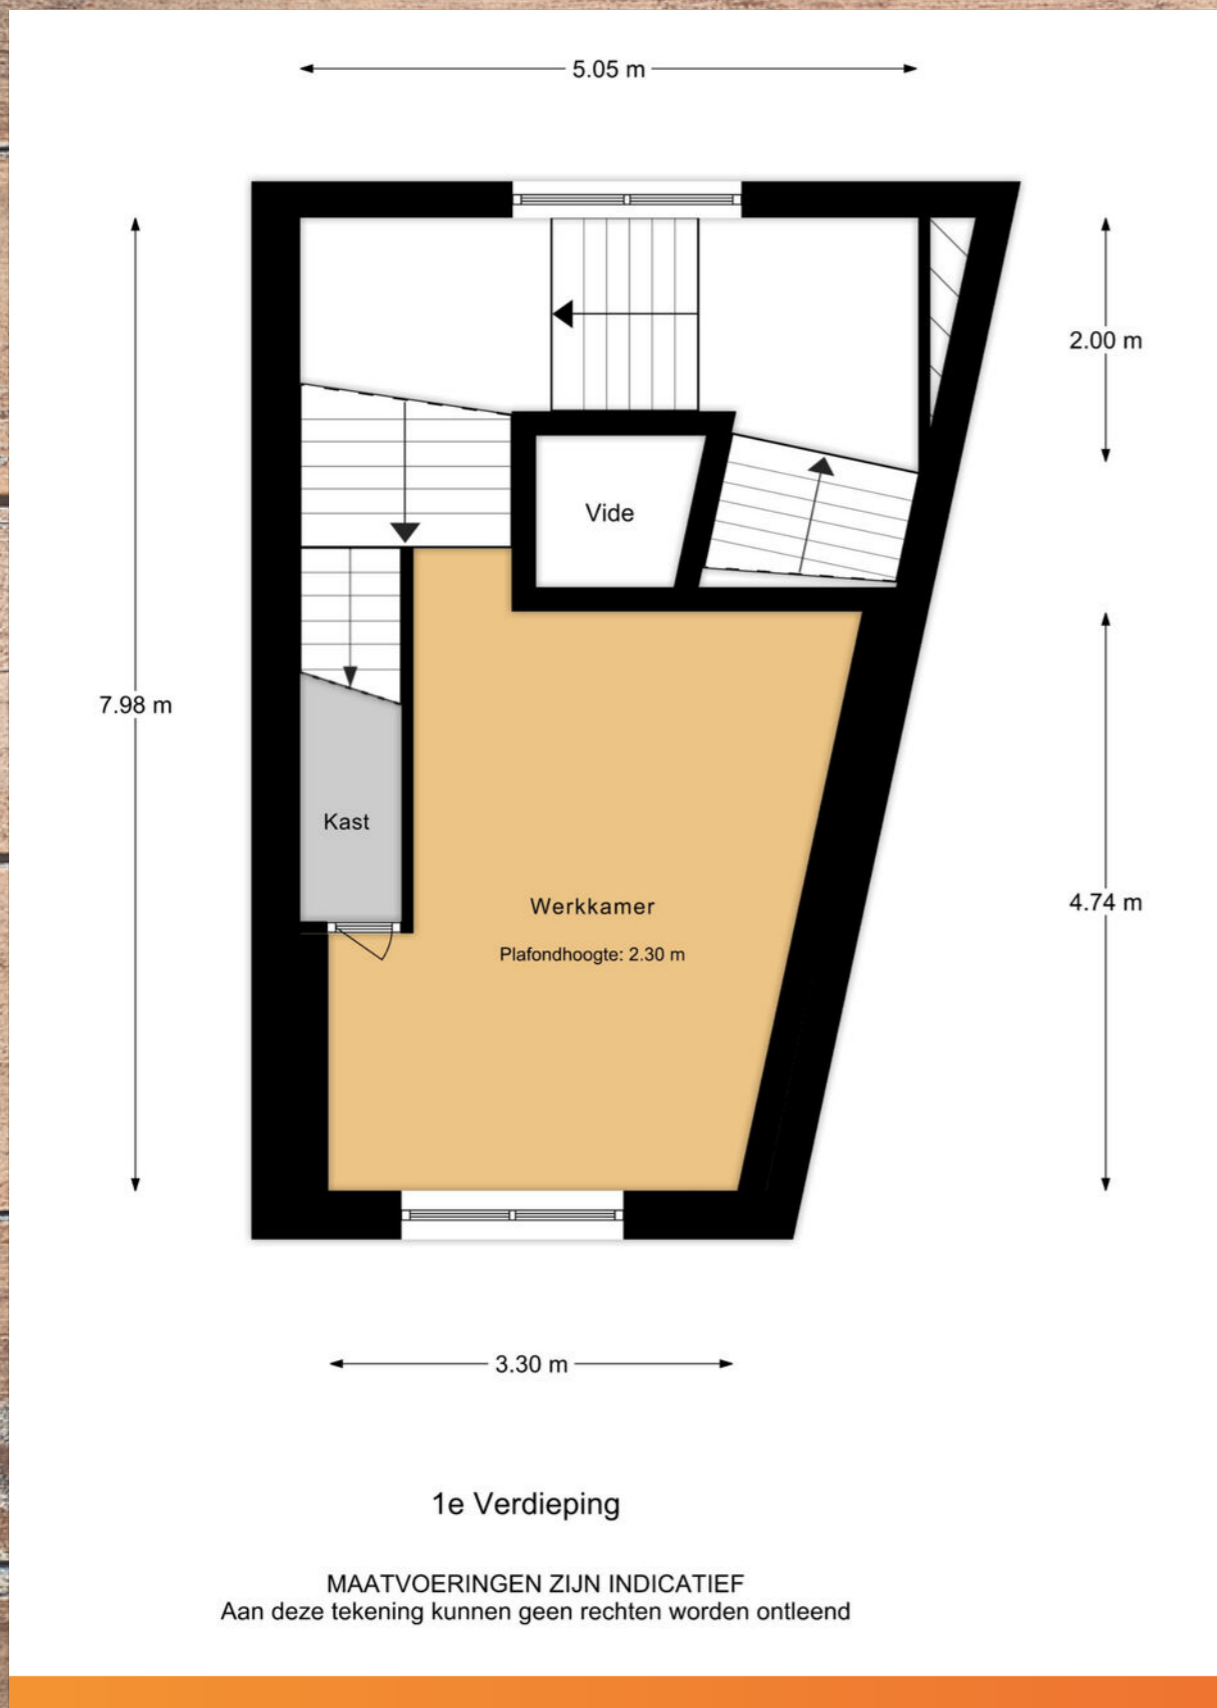 5.05 m
2.00 m
Vide
7.98 m
Kast
4.74 m
Werkkamer
Plafondhoogte: 2.30 m
3.30 m
1e Verdieping
MAATVOERINGEN ZIJN INDICATIEF
Aan deze tekening kunnen geen rechten worden ontleend